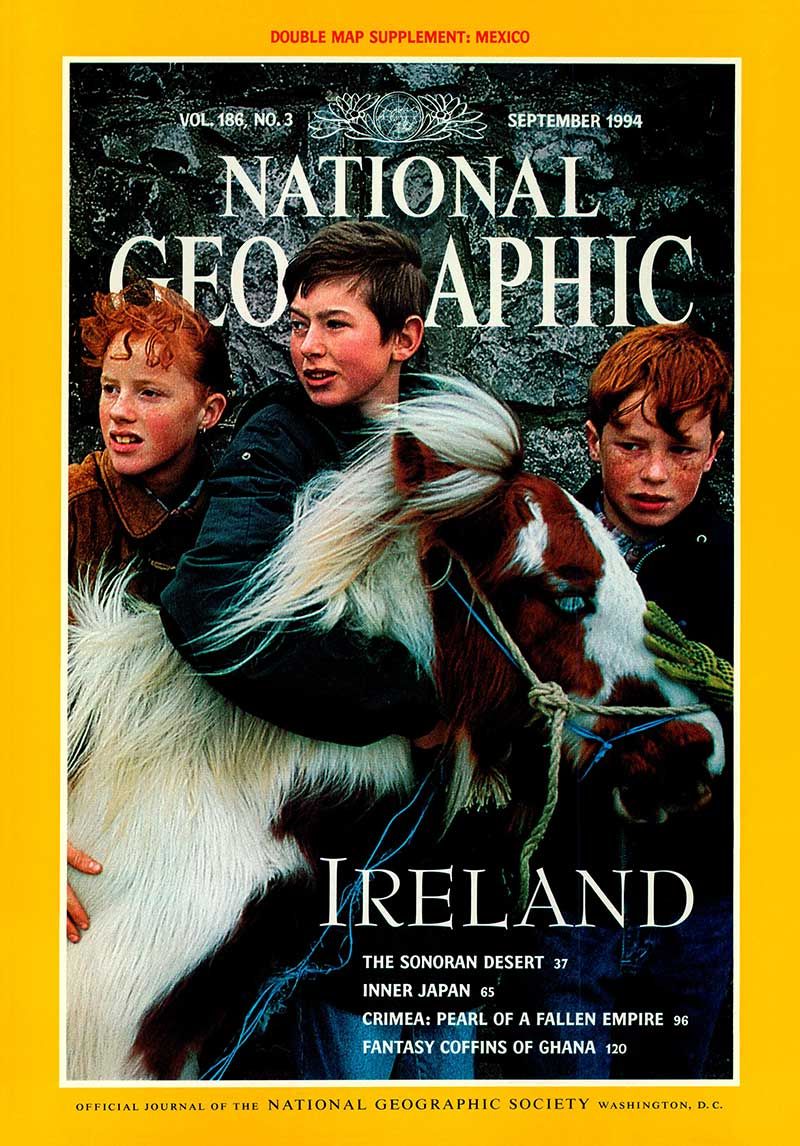 DOUBLE MAP SUPPLEMENT: MEXICO
VOL. 186, NO. 3
SEPTEMBER 1994
NATIONAL
GEOGRAPHIC
IRELAND
THE SONORAN DESERT 37
INNER JAPAN 65
CRIMEA: PEARL OF A FALLEN EMPIRE 96
FANTASY COFFINS OF GHANA 120
OFFICIAL JOURNAL OF THE NATIONAL GEOGRAPHIC SOCIETY WASHINGTON, D.C.